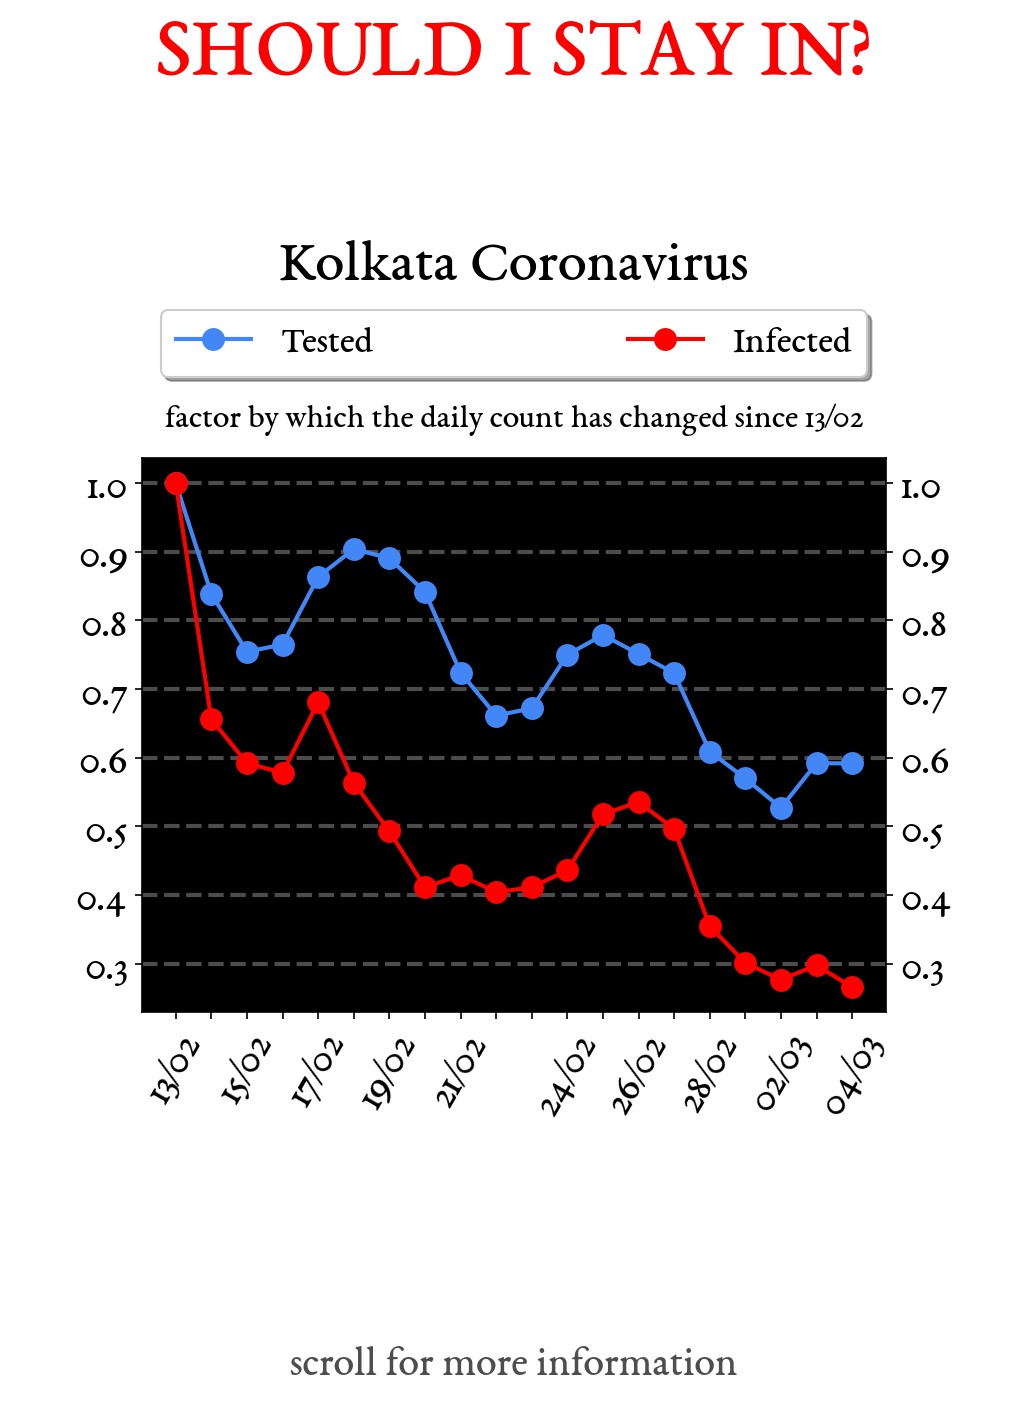 SHOULD I STAY IN?
Kolkata Coronavirus
Tested Infected
factor by which the daily count has changed since 13/02
1.0 1.0
0.9 0.9
0.8 0.8
0.7 0.7
0.6 0.6
0.5 0.5
0.4 0.4
0.3 0.3
13/02 15/02 17/02 19/02 21/02 24/02 26/02 28/02 02/03 04/03
scroll for more information